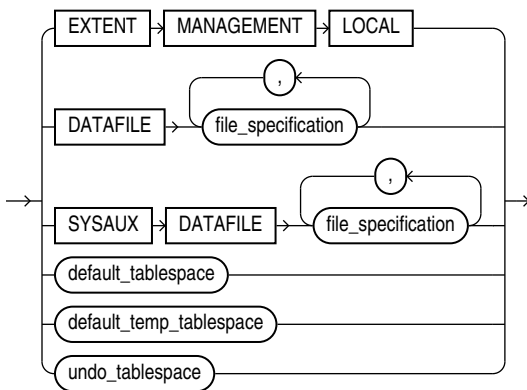 EXTENT MANAGEMENT LOCAL
,
DATAFILE file_specification
,
SYSAUX DATAFILE file_specification
default_tablespace
default_temp_tablespace
undo_tablespace